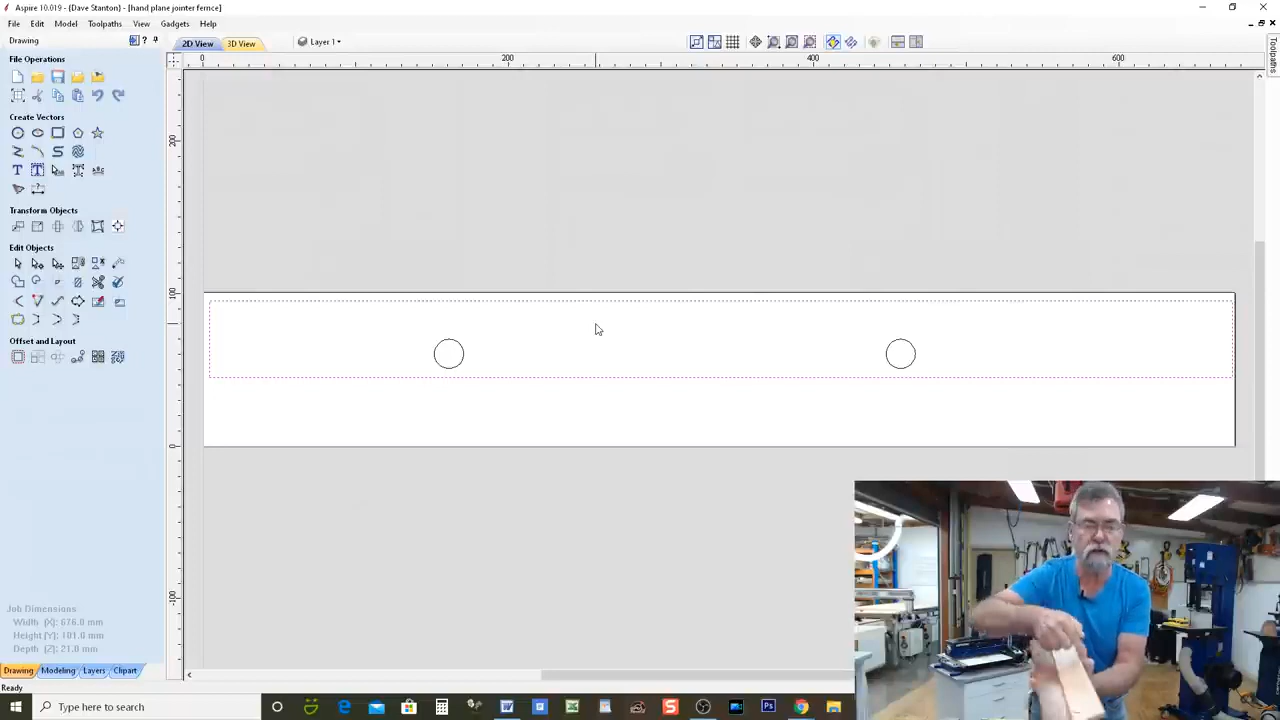 Aspire 10.019 - {Dave Stanton} - [hand plane jointer fernce]
File Edit Model Toolpaths View Gadgets Help
Drawing
2D View 3D View Layer 1
File Operations
Create Vectors
Transform Objects
Edit Objects
Offset and Layout
0 200 400 600
200
100
0
-100
Toolpaths
Job Dimensions
Width (X): 676.0 mm
Height (Y): 101.0 mm
Depth (Z): 21.0 mm
Drawing Modeling Layers Clipart
Ready
Type here to search